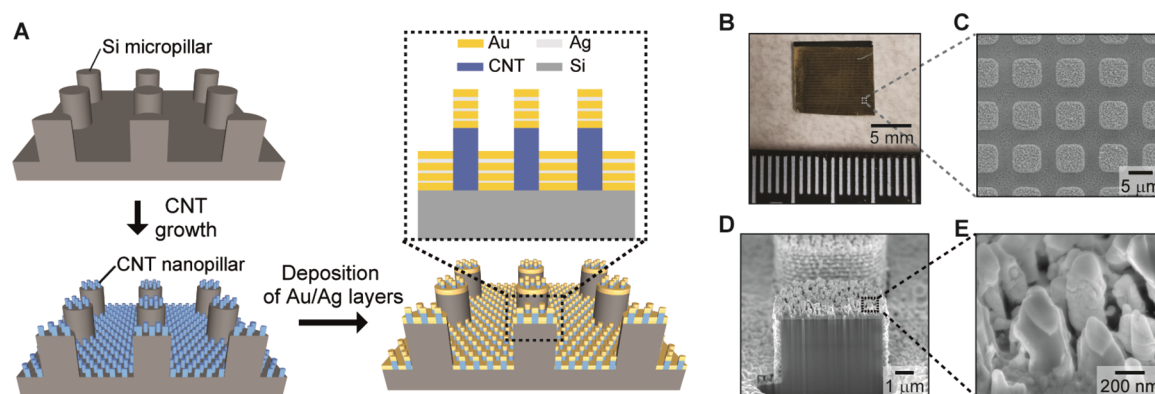 A
Si micropillar
CNT
growth
CNT nanopillar
Deposition
of Au/Ag layers
Au
Ag
CNT
Si
B
5 mm
C
5 μm
D
1 μm
E
200 nm